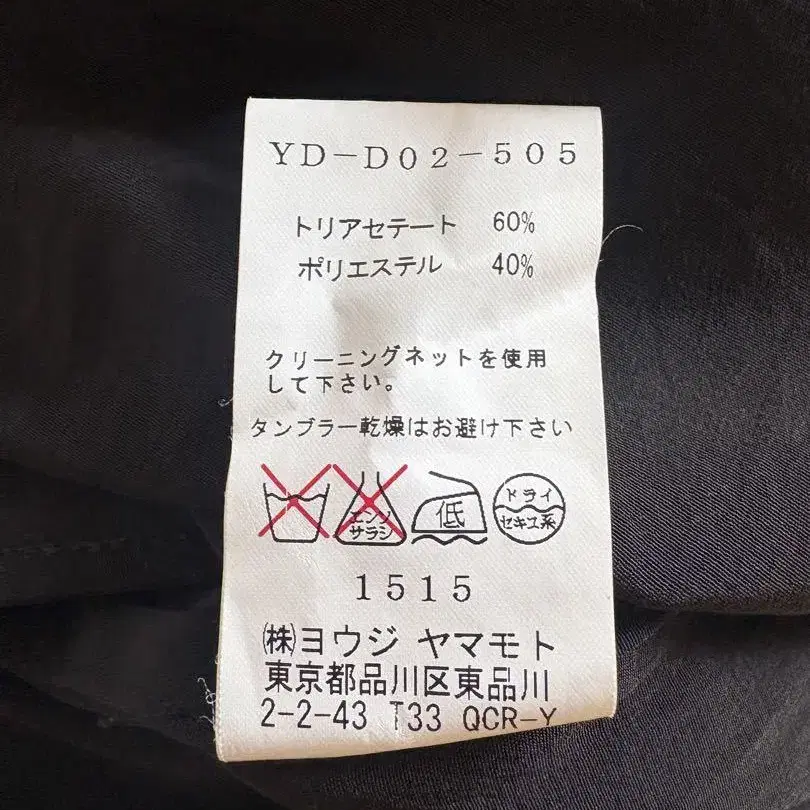 YD-D02-505
トリアセテート 60%
ポリエステル 40%
クリーニングネットを使用
して下さい。
タンブラー乾燥はお避け下さい
エンソ
サラシ
低
ドライ
セキユ系
1515
㈱ヨウジ ヤマモト
東京都品川区東品川
2-2-43 T33 QCR-Y